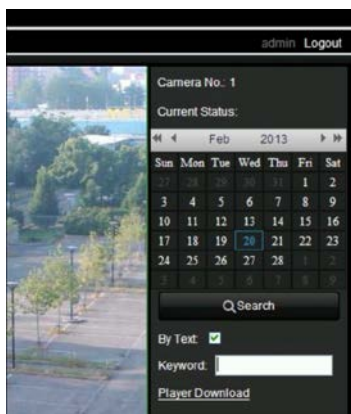 admin Logout
Camera No.: 1
Current Status:
Feb 2013
Sun Mon Tue Wed Thu Fri Sat
27 28 29 30 31 1 2
3 4 5 6 7 8 9
10 11 12 13 14 15 16
17 18 19 20 21 22 23
24 25 26 27 28 1 2
3 4 5 6 7 8 9
Search
By Text:
Keyword:
Player Download